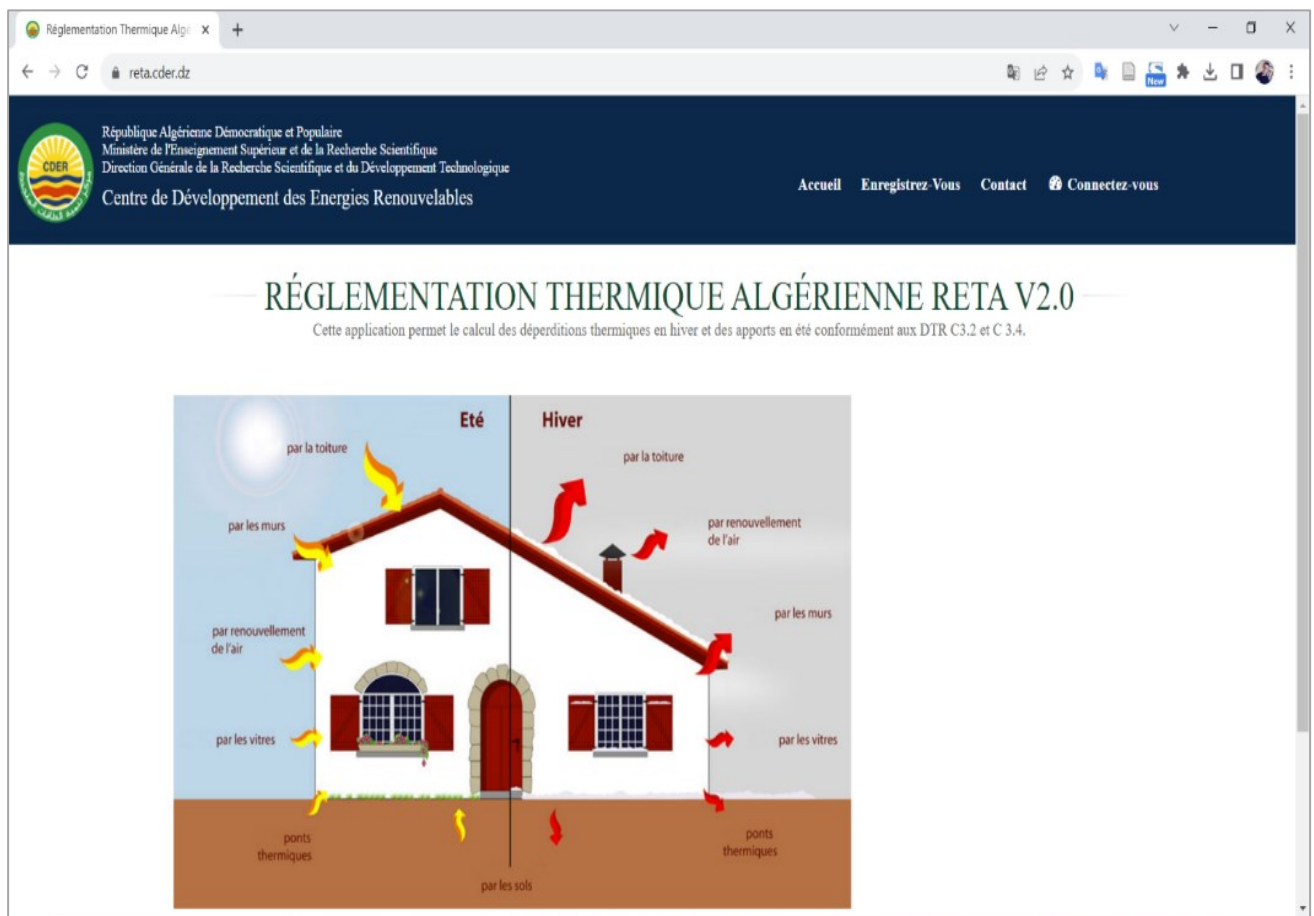 Réglementation Thermique Algé
reta.cder.dz
New
CDER
République Algérienne Démocratique et Populaire
Ministère de l'Enseignement Supérieur et de la Recherche Scientifique
Direction Générale de la Recherche Scientifique et du Développement Technologique
Centre de Développement des Energies Renouvelables
Accueil Enregistrez-Vous Contact Connectez-vous
RÉGLEMENTATION THERMIQUE ALGÉRIENNE RETA V2.0
Cette application permet le calcul des déperditions thermiques en hiver et des apports en été conformément aux DTR C3.2 et C 3.4.
Eté Hiver
par la toiture
par la toiture
par les murs
par renouvellement
de l'air
par les murs
par renouvellement
de l'air
par les vitres
par les vitres
ponts
thermiques
ponts
thermiques
par les sols